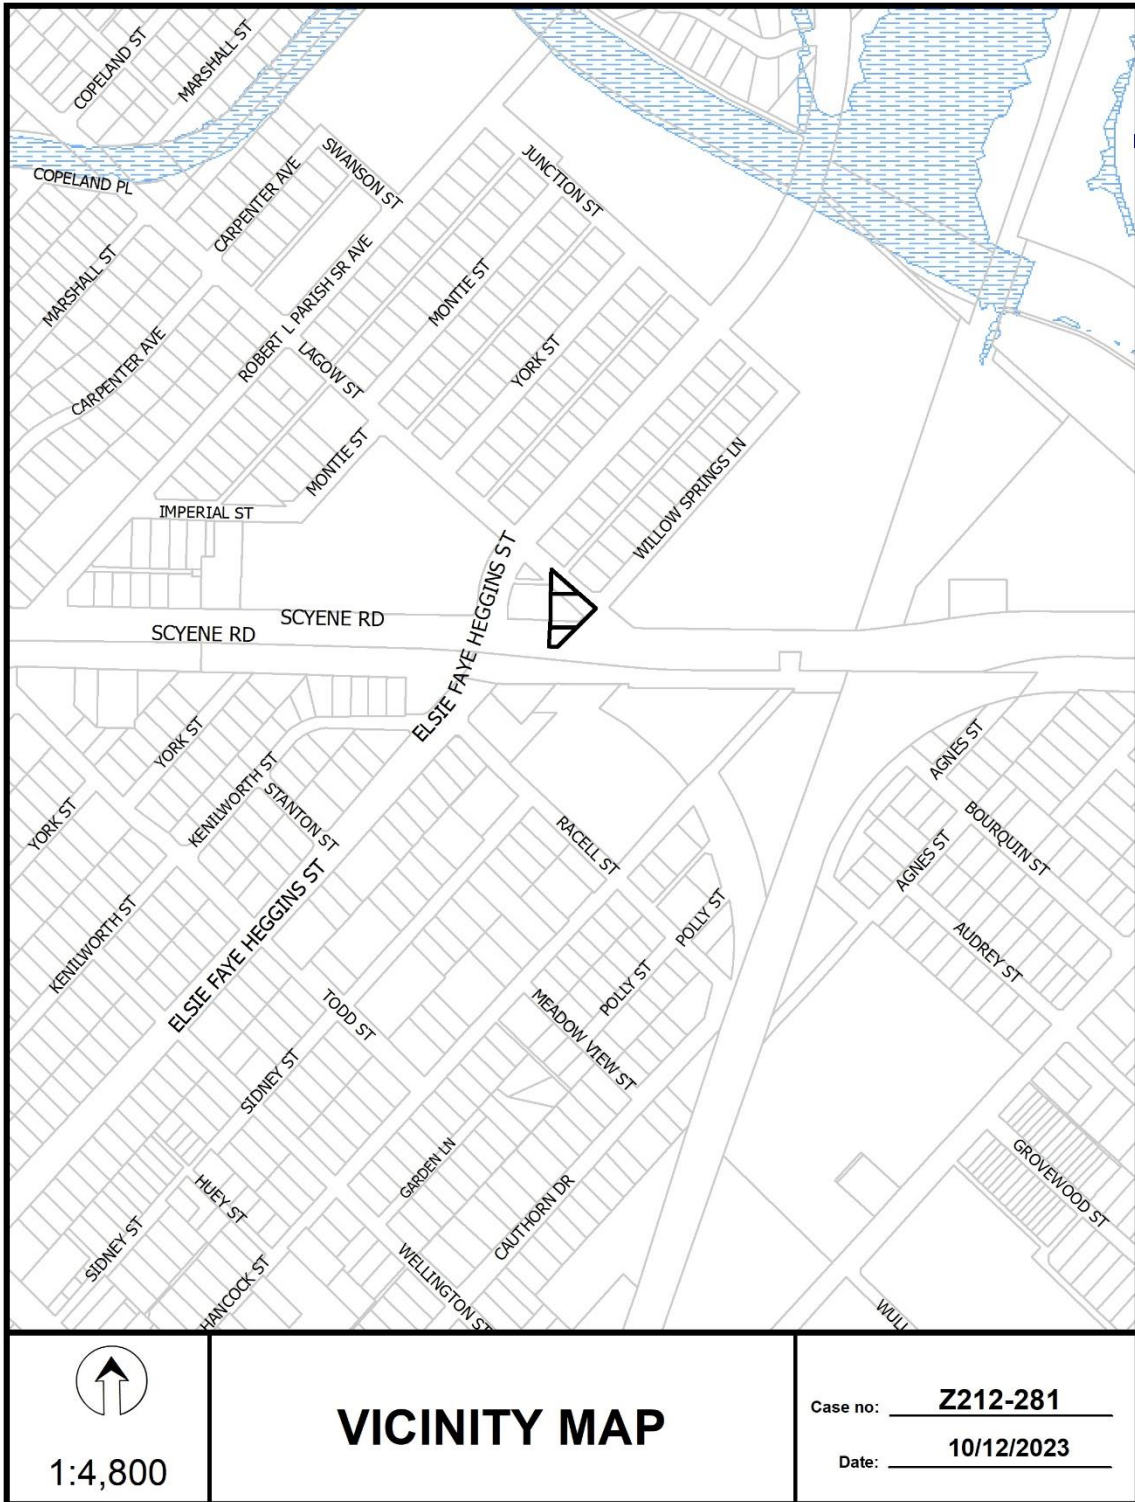 COPELAND ST
MARSHALL ST
COPELAND PL
SWANSON ST
JUNCTION ST
CARPENTER AVE
MARSHALL ST
ROBERT L PARISH SR AVE
MONTIE ST
CARPENTER AVE
LAGOW ST
YORK ST
MONTIE ST
WILLOW SPRINGS LN
IMPERIAL ST
ELSIE FAYE HEGGINS ST
SCYENE RD
SCYENE RD
YORK ST
AGNES ST
KENILWORTH ST
STANTON ST
YORK ST
RACELL ST
BOURQUIN ST
AGNES ST
ELSIE FAYE HEGGINS ST
KENILWORTH ST
POLLY ST
AUDREY ST
POLLY ST
TODD ST
MEADOW VIEW ST
SIDNEY ST
GARDEN LN
GROVEWOOD ST
HUEY ST
CAUTHORN DR
SIDNEY ST
HANCOCK ST
WELLINGTON ST
WULI
1:4,800
VICINITY MAP
Case no: Z212-281
Date: 10/12/2023